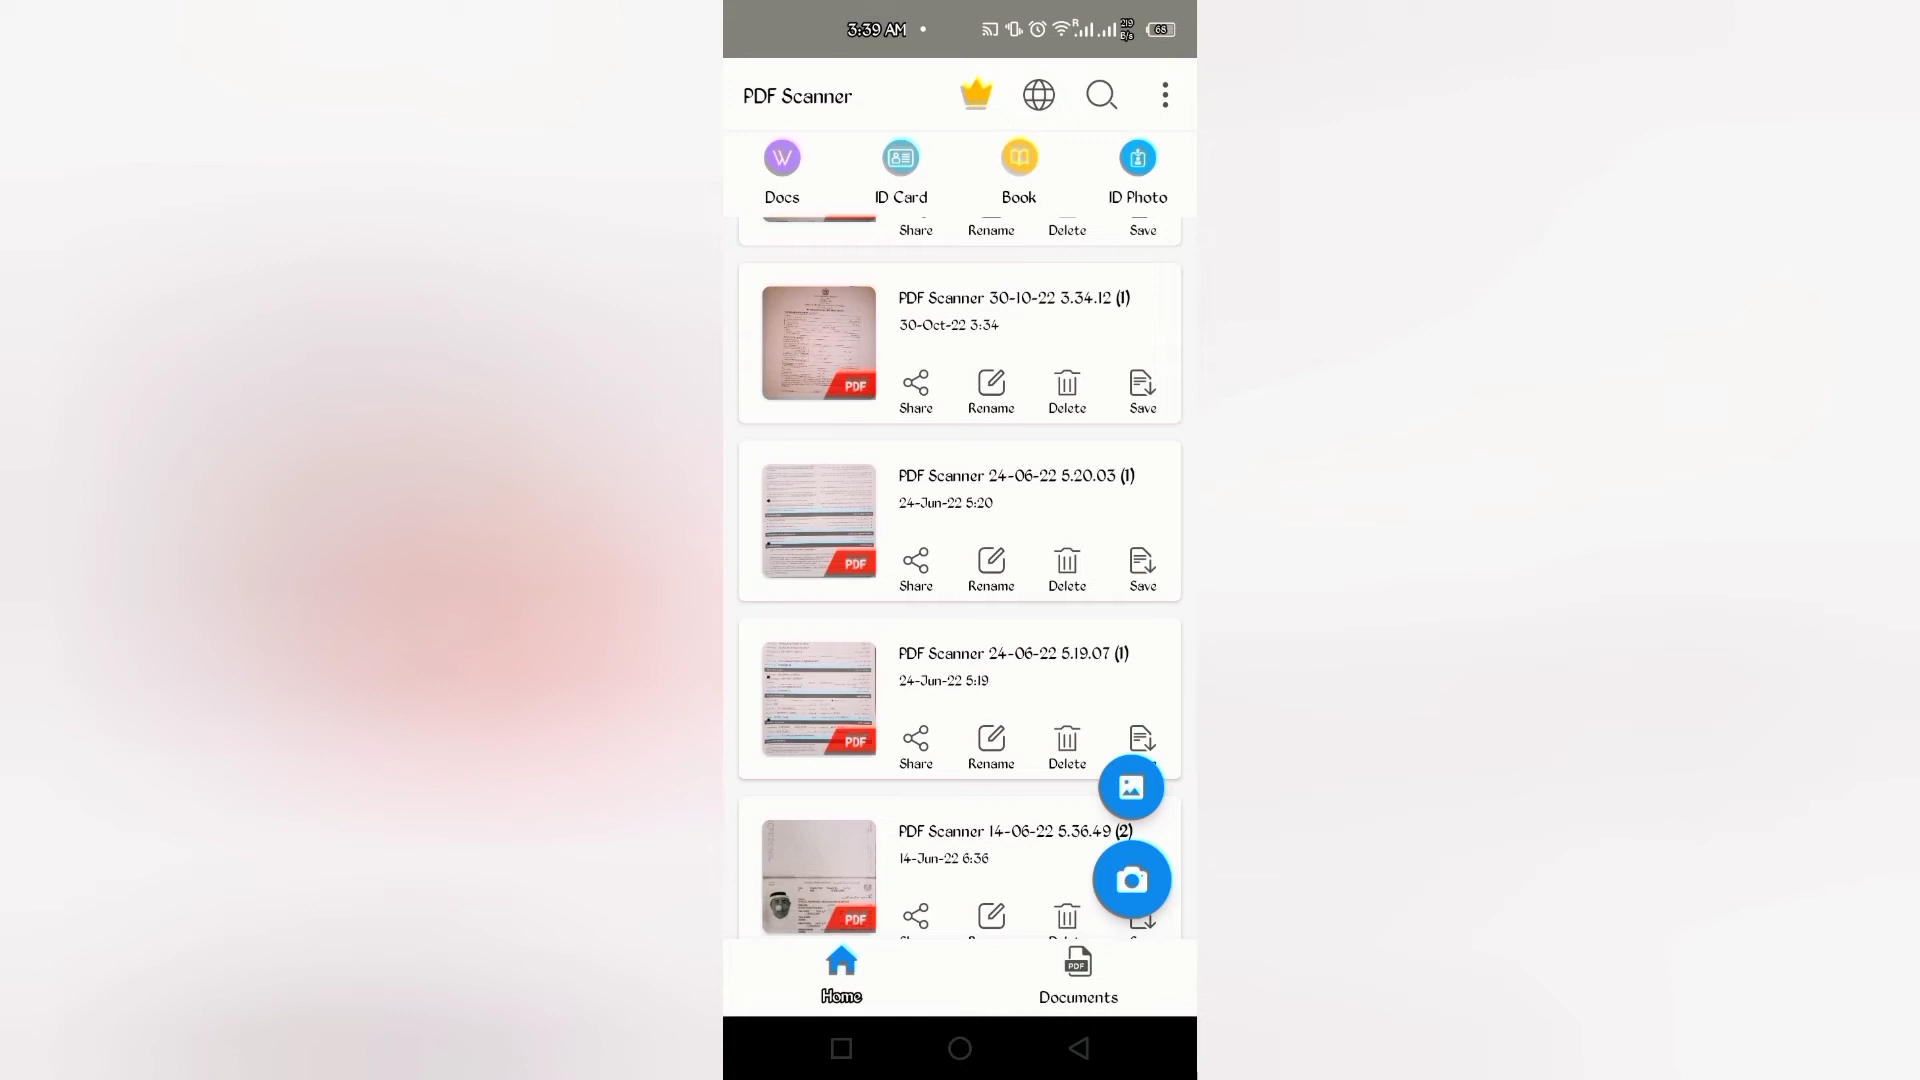 3:39 AM
R
219
B/s
68
PDF Scanner
Docs
ID Card
Book
ID Photo
Share
Rename
Delete
Save
PDF Scanner 30-10-22 3.34.12 (1)
30-Oct-22 3:34
PDF
Share
Rename
Delete
Save
PDF Scanner 24-06-22 5.20.03 (1)
24-Jun-22 5:20
PDF
Share
Rename
Delete
Save
PDF Scanner 24-06-22 5.19.07 (1)
24-Jun-22 5:19
PDF
Share
Rename
Delete
PDF Scanner 14-06-22 5.36.49 (2)
14-Jun-22 6:36
PDF
Home
PDF
Documents